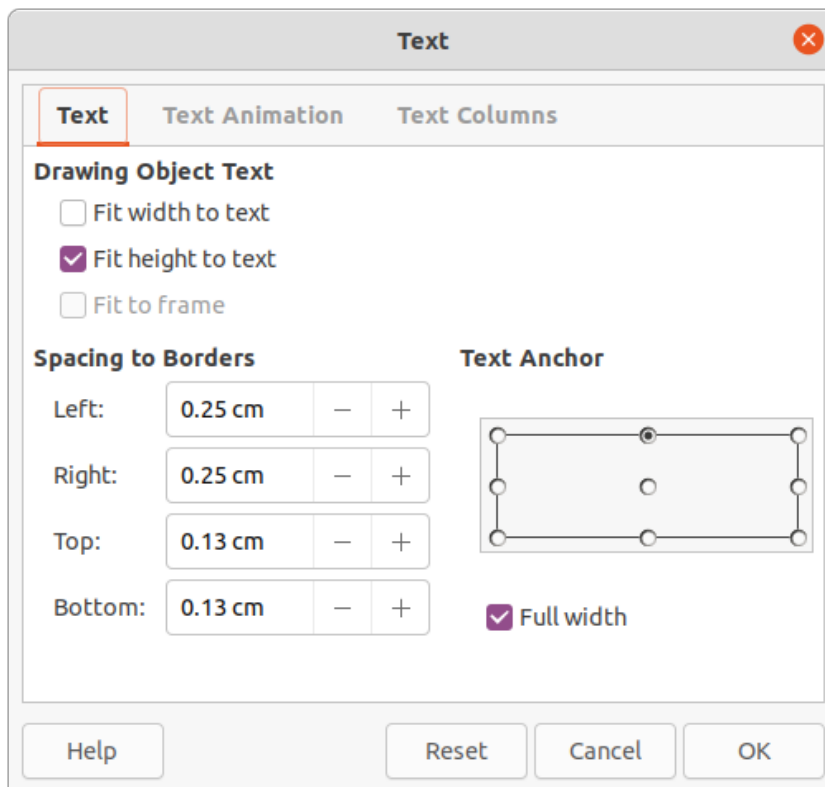 Text
Text Text Animation Text Columns
Drawing Object Text
Fit width to text
Fit height to text
Fit to frame
Spacing to Borders Text Anchor
Left: 0.25 cm − +
Right: 0.25 cm − +
Top: 0.13 cm − +
Bottom: 0.13 cm − +
Full width
Help Reset Cancel OK